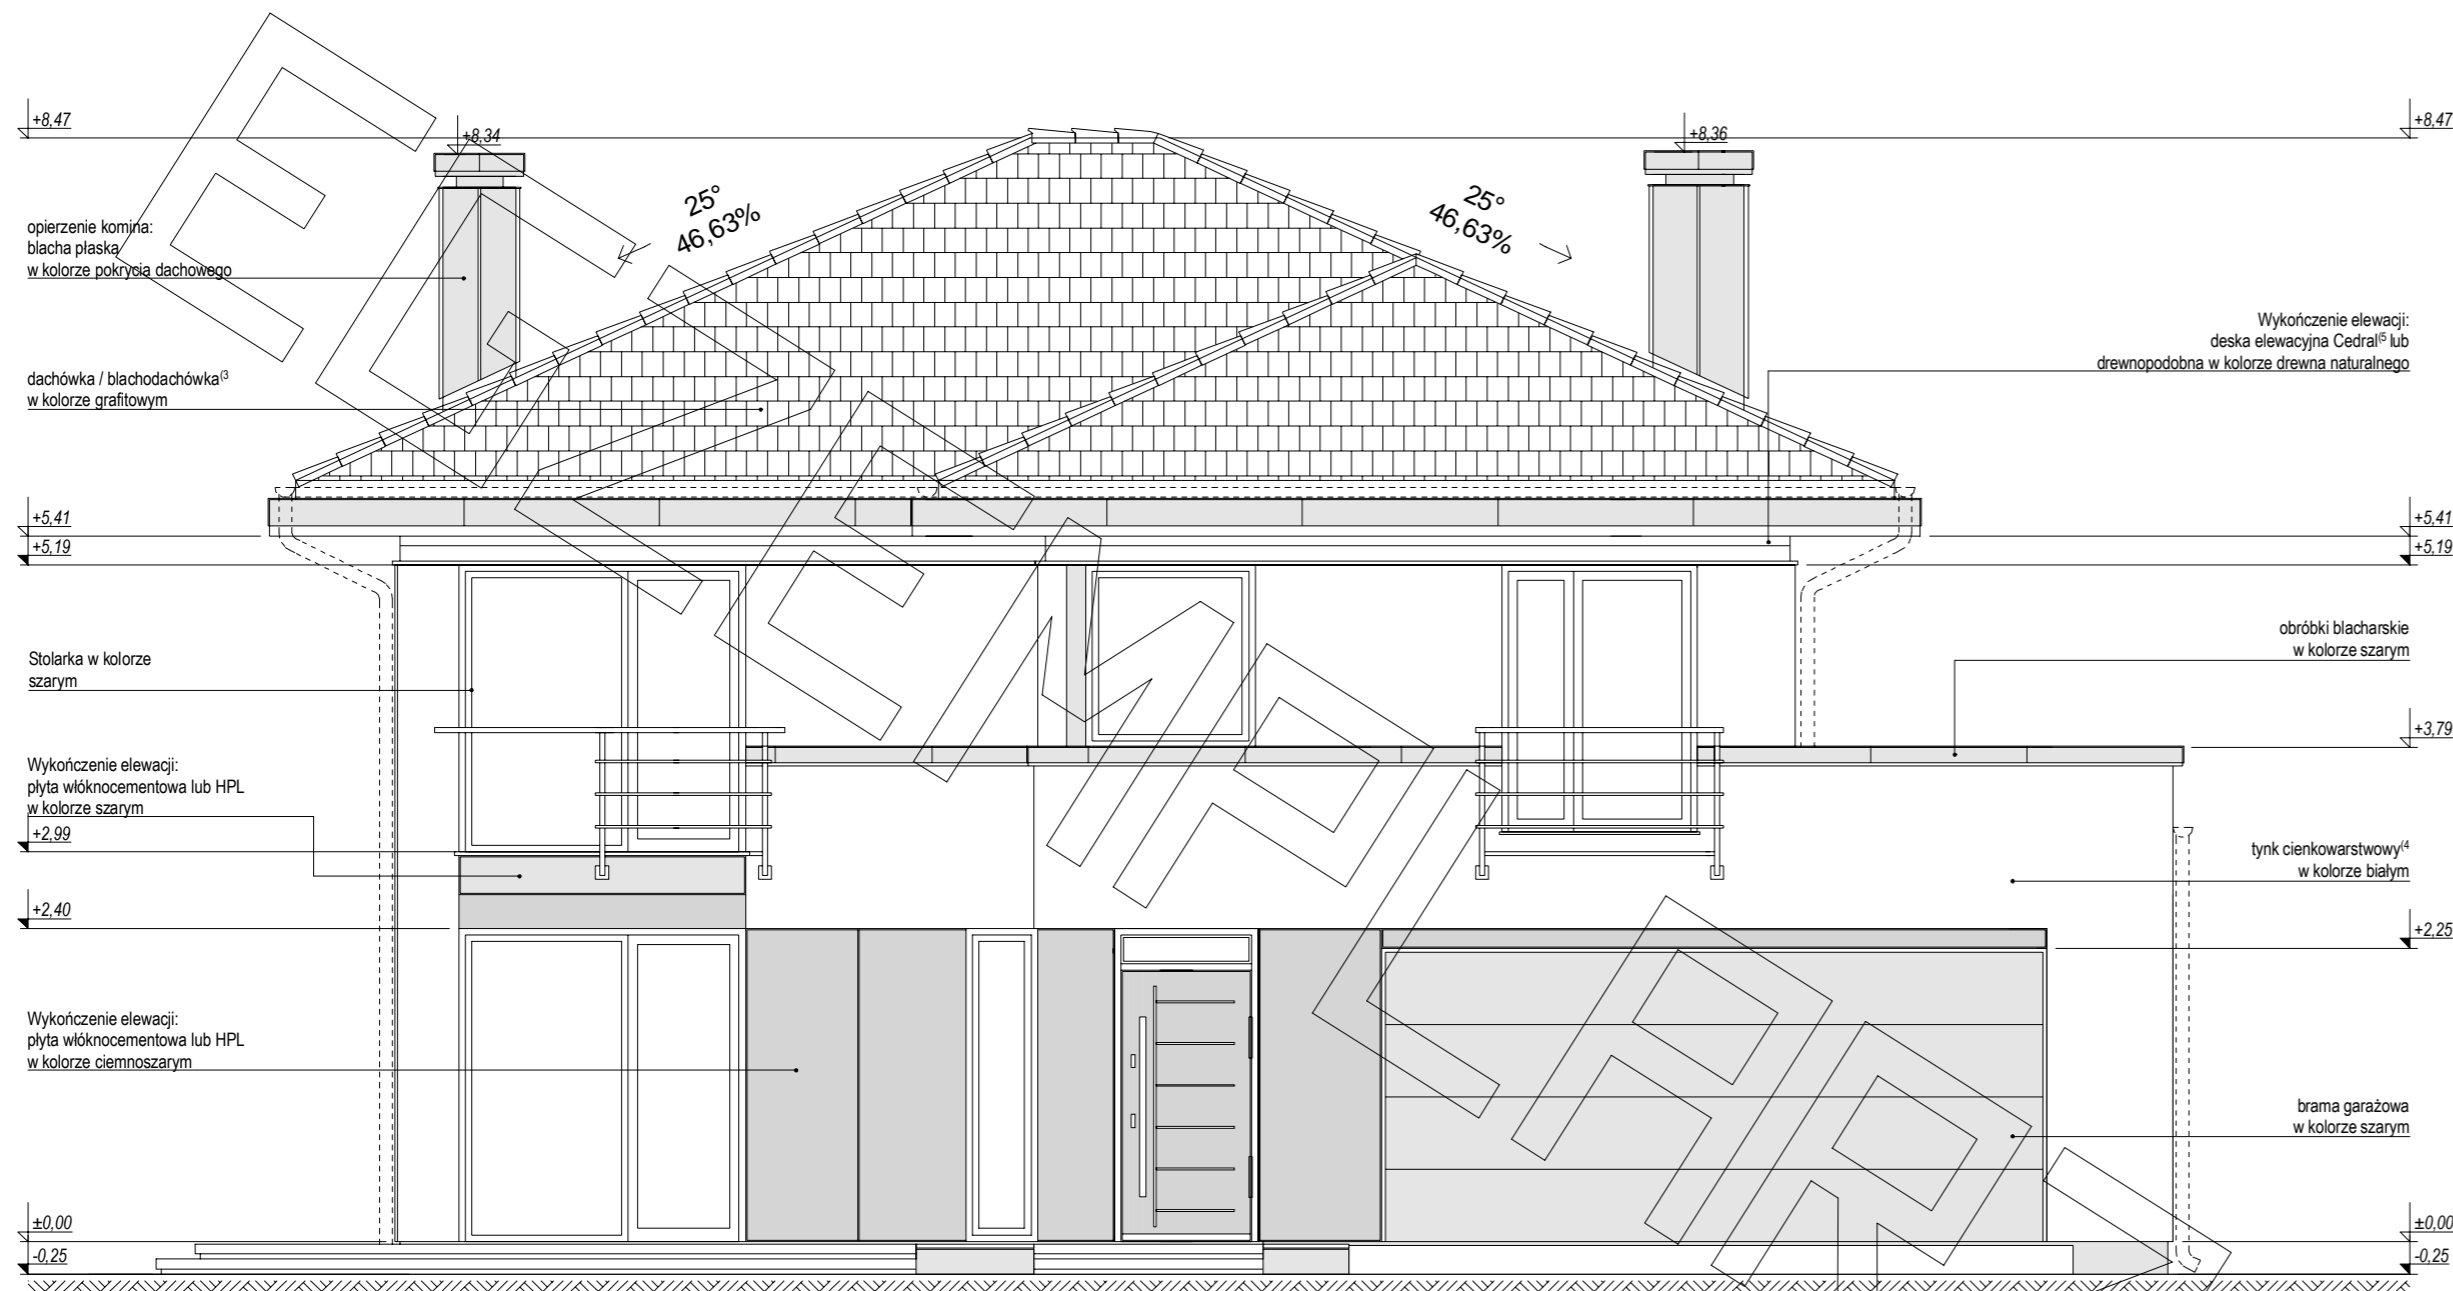 +8,47
+8,34
+8,36
+8,47
25°
46,63%
25°
46,63%
opierzenie komina:
blacha płaska
w kolorze pokrycia dachowego
dachówka / blachodachówka(3
w kolorze grafitowym
Wykończenie elewacji:
deska elewacyjna Cedral(5 lub
drewnopodobna w kolorze drewna naturalnego
+5,41
+5,19
+5,41
+5,19
Stolarka w kolorze
szarym
obróbki blacharskie
w kolorze szarym
+3,79
Wykończenie elewacji:
płyta włóknocementowa lub HPL
w kolorze szarym
+2,99
tynk cienkowarstwowy(4
w kolorze białym
+2,40
+2,25
Wykończenie elewacji:
płyta włóknocementowa lub HPL
w kolorze ciemnoszarym
brama garażowa
w kolorze szarym
±0,00
-0,25
±0,00
-0,25